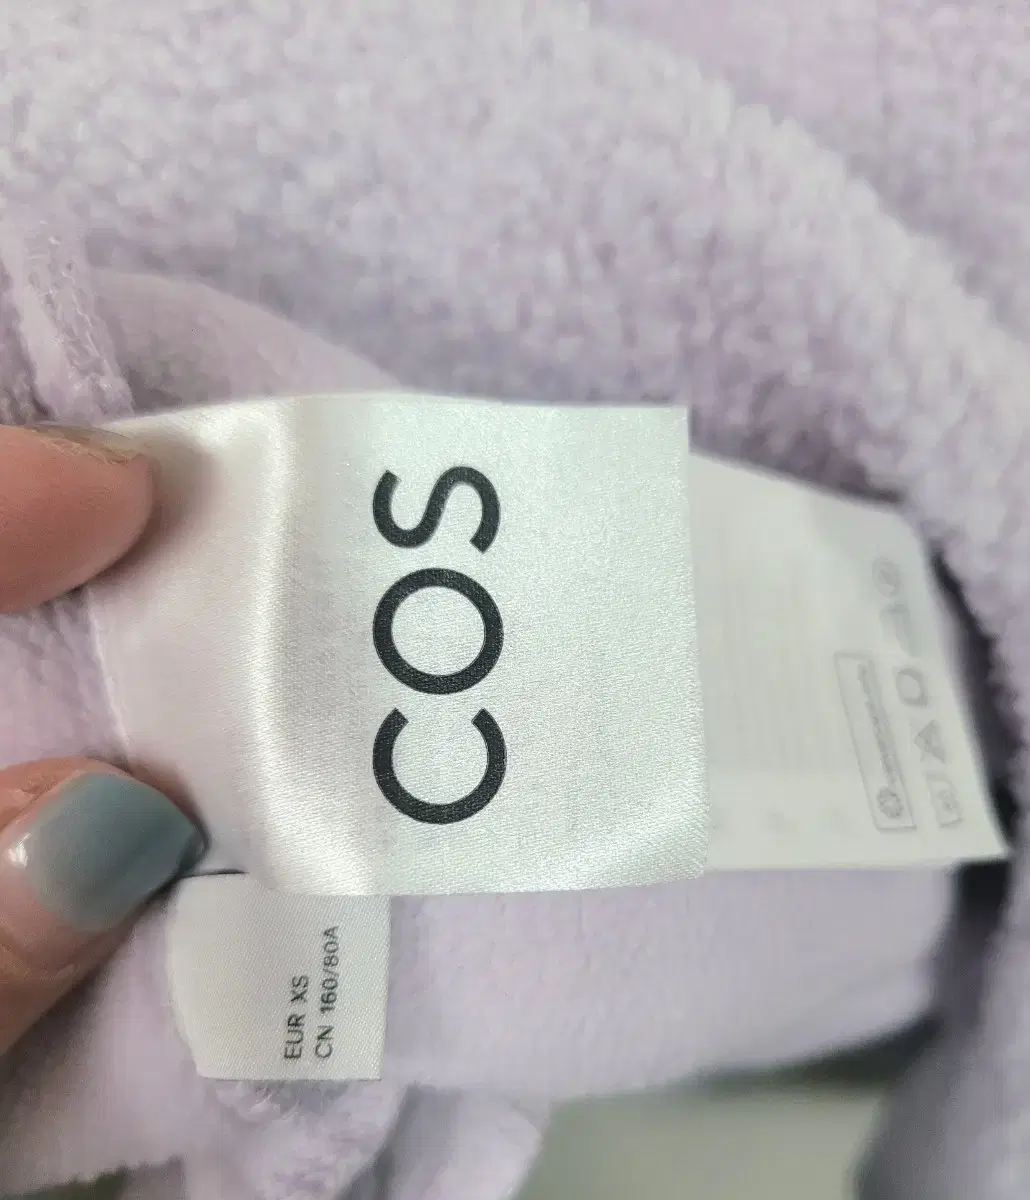 COS
EUR XS
CN 160/80A